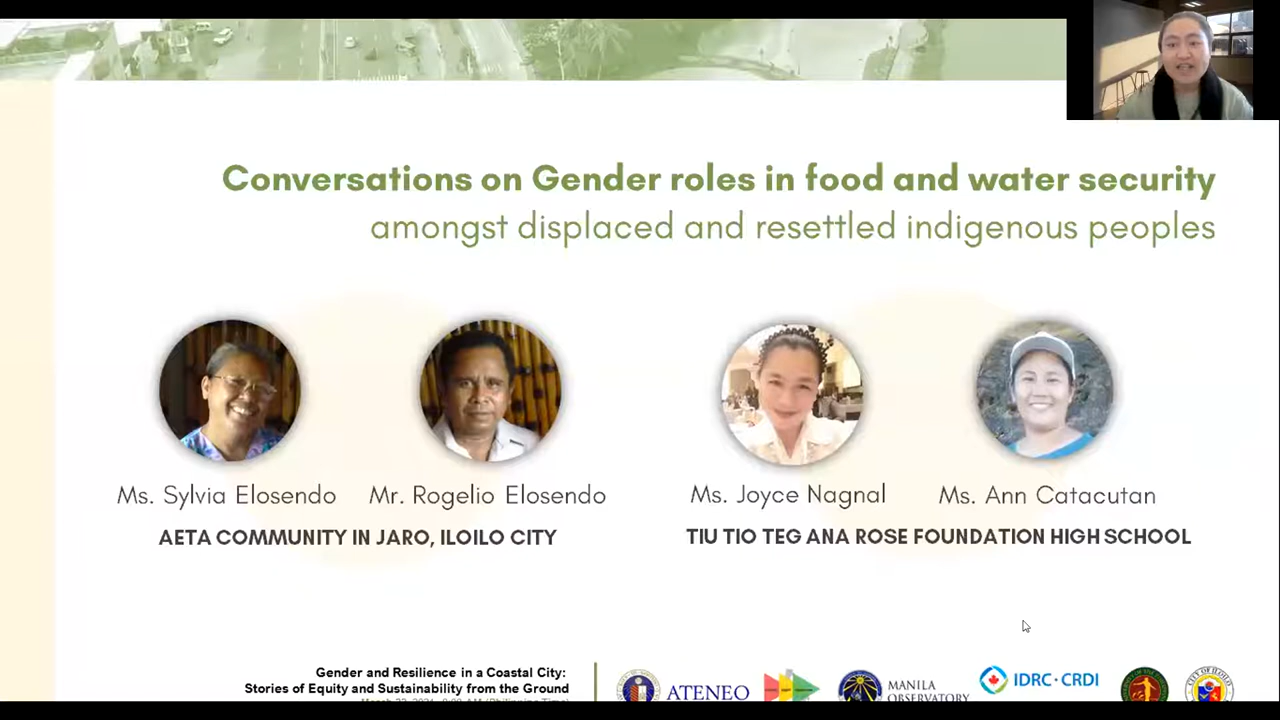 Conversations on Gender roles in food and water security
amongst displaced and resettled indigenous peoples
Ms. Sylvia Elosendo
Mr. Rogelio Elosendo
AETA COMMUNITY IN JARO, ILOILO CITY
Ms. Joyce Nagnal
Ms. Ann Catacutan
TIU TIO TEG ANA ROSE FOUNDATION HIGH SCHOOL
Gender and Resilience in a Coastal City:
Stories of Equity and Sustainability from the Ground
ATENEO
MANILA
OBSERVATORY
IDRC · CRDI